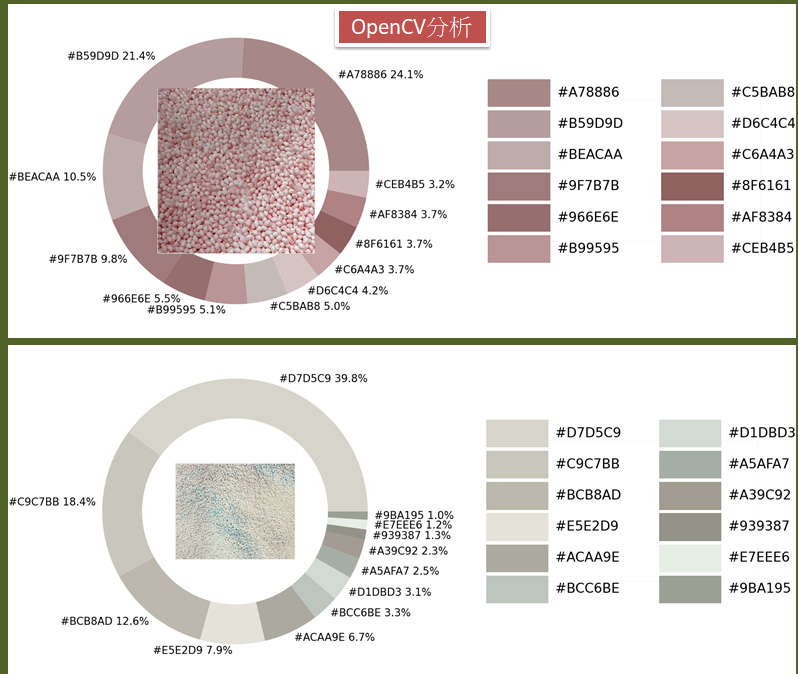 OpenCV分析
#B59D9D 21.4%
#A78886 24.1%
#BEACAA 10.5%
#CEB4B5 3.2%
#AF8384 3.7%
#8F6161 3.7%
#9F7B7B 9.8%
#C6A4A3 3.7%
#D6C4C4 4.2%
#966E6E 5.5%
#C5BAB8 5.0%
#B99595 5.1%
#A78886
#C5BAB8
#B59D9D
#D6C4C4
#BEACAA
#C6A4A3
#9F7B7B
#8F6161
#966E6E
#AF8384
#B99595
#CEB4B5
#D7D5C9 39.8%
#C9C7BB 18.4%
#9BA195 1.0%
#E7EEE6 1.2%
#939387 1.3%
#A39C92 2.3%
#A5AFA7 2.5%
#D1DBD3 3.1%
#BCC6BE 3.3%
#BCB8AD 12.6%
#ACAA9E 6.7%
#E5E2D9 7.9%
#D7D5C9
#D1DBD3
#C9C7BB
#A5AFA7
#BCB8AD
#A39C92
#E5E2D9
#939387
#ACAA9E
#E7EEE6
#BCC6BE
#9BA195